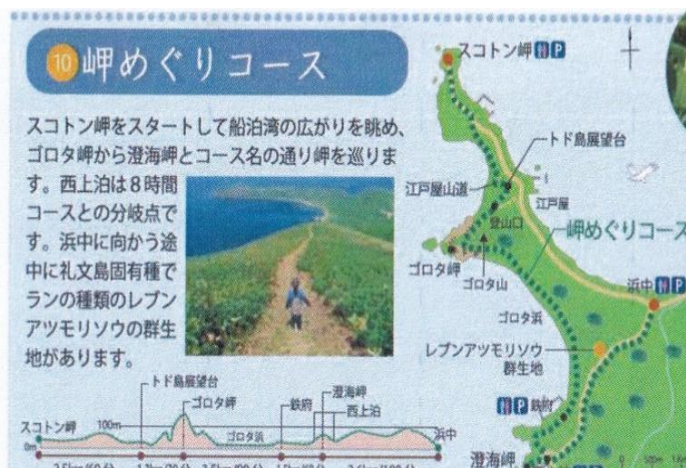 10 岬めぐりコース
スコトン岬をスタートして船泊湾の広がりを眺め、
ゴロタ岬から澄海岬とコース名の通り岬を巡りま
す。西上泊は8時間
コースとの分岐点で
す。浜中に向かう途
中に礼文島固有種で
ランの種類のレブン
アツモリソウの群生
地があります。
スコトン岬 P
トド島展望台
江戸屋山道
江戸屋
登山口
岬めぐりコース
ゴロタ岬
ゴロタ山
浜中 P
ゴロタ浜
レブンアツモリソウ
群生地
P 鉄府
澄海岬
0 500m
トド島展望台
ゴロタ岬
鉄府
澄海岬
西上泊
スコトン岬
100m
0m
ゴロタ浜
浜中